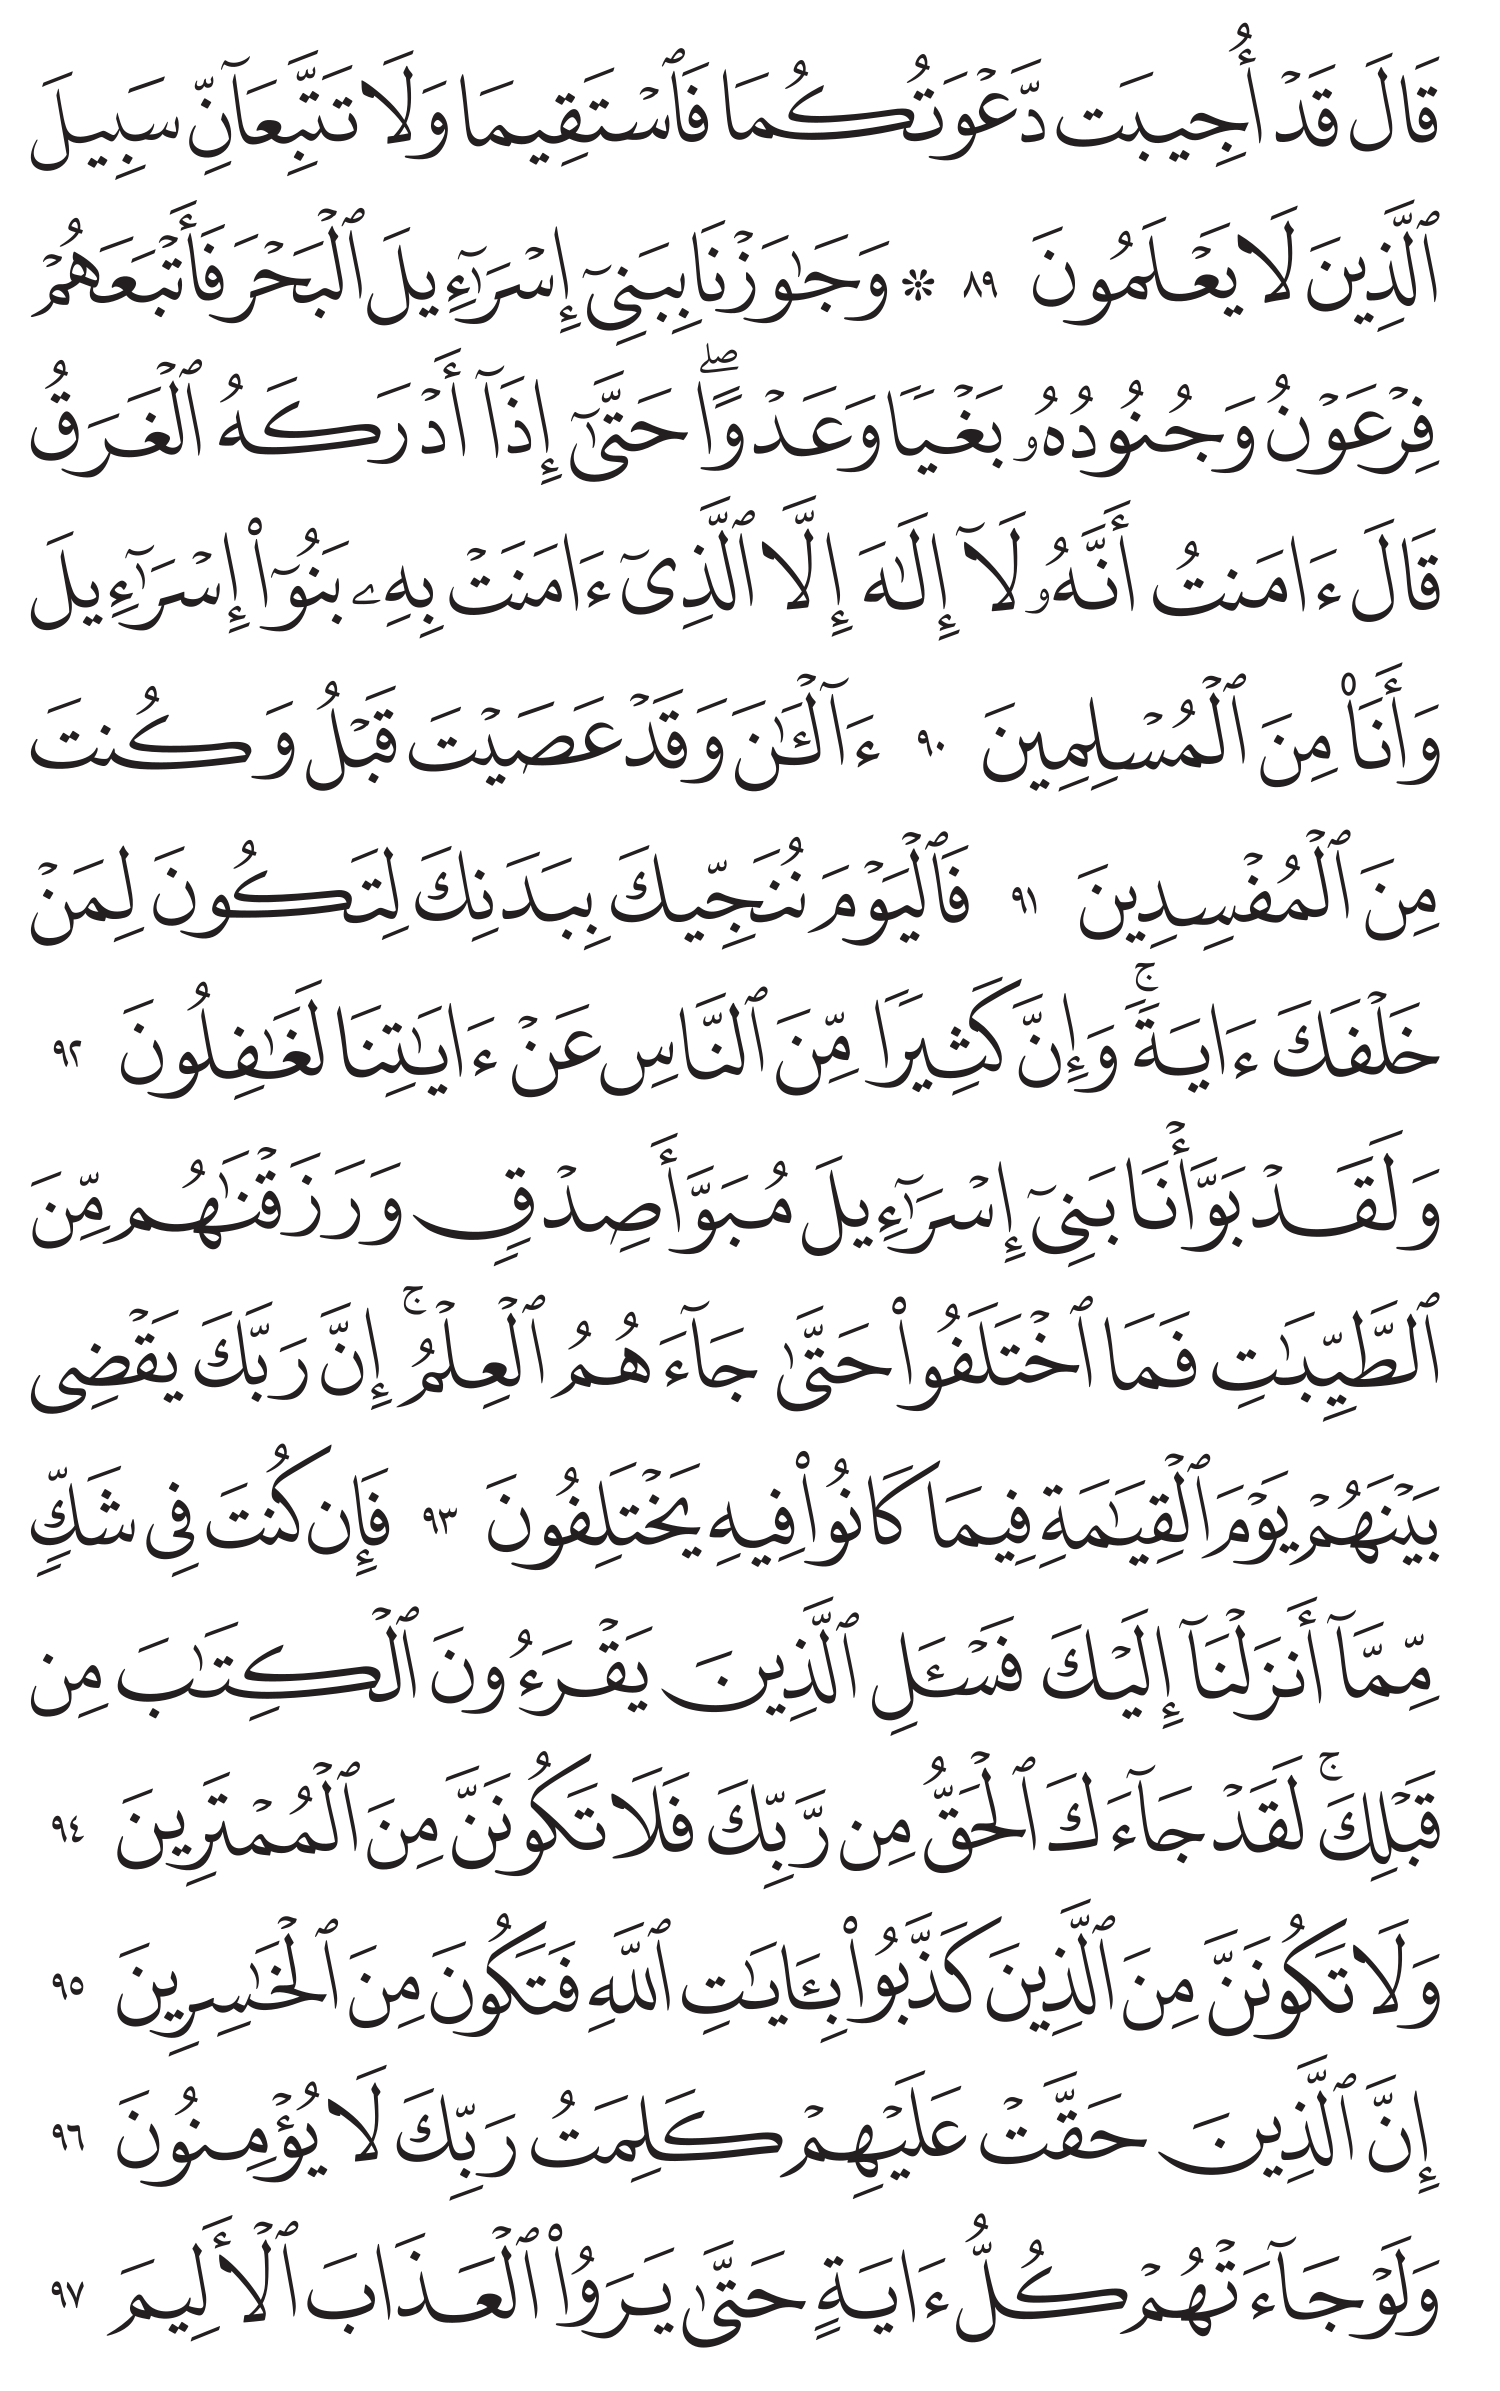 قَالَ قَدۡ أُجِيبَت دَّعۡوَتُكُمَا فَٱسۡتَقِيمَا وَلَا تَتَّبِعَآنِّ سَبِيلَ
ٱلَّذِينَ لَا يَعۡلَمُونَ ٨٩ ۞ وَجَٰوَزۡنَا بِبَنِيٓ إِسۡرَٰٓءِيلَ ٱلۡبَحۡرَ فَأَتۡبَعَهُمۡ
فِرۡعَوۡنُ وَجُنُودُهُۥ بَغۡيٗا وَعَدۡوًاۖ حَتَّىٰٓ إِذَآ أَدۡرَكَهُ ٱلۡغَرَقُ
قَالَ ءَامَنتُ أَنَّهُۥ لَآ إِلَٰهَ إِلَّا ٱلَّذِيٓ ءَامَنَتۡ بِهِۦ بَنُوٓاْ إِسۡرَٰٓءِيلَ
وَأَنَا۠ مِنَ ٱلۡمُسۡلِمِينَ ٩٠ ءَآلۡـَٰٔنَ وَقَدۡ عَصَيۡتَ قَبۡلُ وَكُنتَ
مِنَ ٱلۡمُفۡسِدِينَ ٩١ فَٱلۡيَوۡمَ نُنَجِّيكَ بِبَدَنِكَ لِتَكُونَ لِمَنۡ
خَلۡفَكَ ءَايَةٗۚ وَإِنَّ كَثِيرٗا مِّنَ ٱلنَّاسِ عَنۡ ءَايَٰتِنَا لَغَٰفِلُونَ ٩٢
وَلَقَدۡ بَوَّأۡنَا بَنِيٓ إِسۡرَٰٓءِيلَ مُبَوَّأَ صِدۡقٖ وَرَزَقۡنَٰهُم مِّنَ
ٱلطَّيِّبَٰتِ فَمَا ٱخۡتَلَفُواْ حَتَّىٰ جَآءَهُمُ ٱلۡعِلۡمُۚ إِنَّ رَبَّكَ يَقۡضِي
بَيۡنَهُمۡ يَوۡمَ ٱلۡقِيَٰمَةِ فِيمَا كَانُواْ فِيهِ يَخۡتَلِفُونَ ٩٣ فَإِن كُنتَ فِي شَكّٖ
مِّمَّآ أَنزَلۡنَآ إِلَيۡكَ فَسۡـَٔلِ ٱلَّذِينَ يَقۡرَءُونَ ٱلۡكِتَٰبَ مِن
قَبۡلِكَۚ لَقَدۡ جَآءَكَ ٱلۡحَقُّ مِن رَّبِّكَ فَلَا تَكُونَنَّ مِنَ ٱلۡمُمۡتَرِينَ ٩٤
وَلَا تَكُونَنَّ مِنَ ٱلَّذِينَ كَذَّبُواْ بِـَٔايَٰتِ ٱللَّهِ فَتَكُونَ مِنَ ٱلۡخَٰسِرِينَ ٩٥
إِنَّ ٱلَّذِينَ حَقَّتۡ عَلَيۡهِمۡ كَلِمَتُ رَبِّكَ لَا يُؤۡمِنُونَ ٩٦
وَلَوۡ جَآءَتۡهُمۡ كُلُّ ءَايَةٍ حَتَّىٰ يَرَوُاْ ٱلۡعَذَابَ ٱلۡأَلِيمَ ٩٧